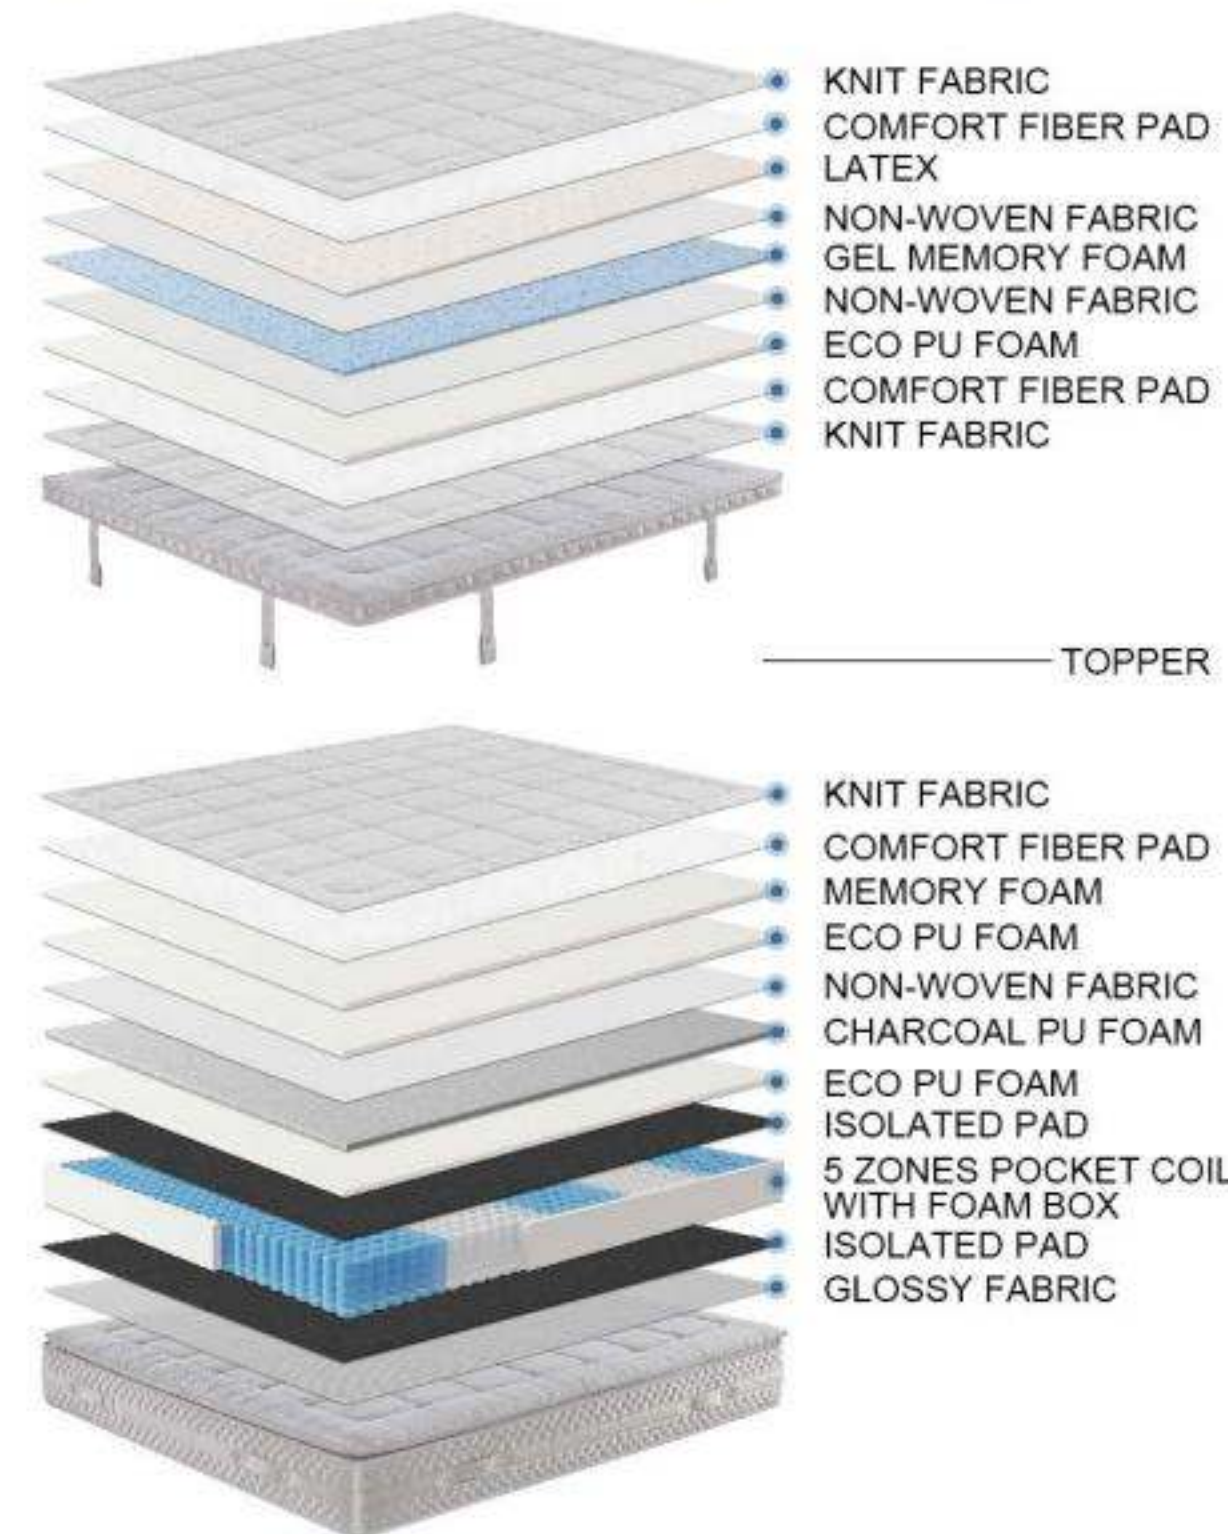 KNIT FABRIC
COMFORT FIBER PAD
LATEX
NON-WOVEN FABRIC
GEL MEMORY FOAM
NON-WOVEN FABRIC
ECO PU FOAM
COMFORT FIBER PAD
KNIT FABRIC
TOPPER
KNIT FABRIC
COMFORT FIBER PAD
MEMORY FOAM
ECO PU FOAM
NON-WOVEN FABRIC
CHARCOAL PU FOAM
ECO PU FOAM
ISOLATED PAD
5 ZONES POCKET COIL
WITH FOAM BOX
ISOLATED PAD
GLOSSY FABRIC